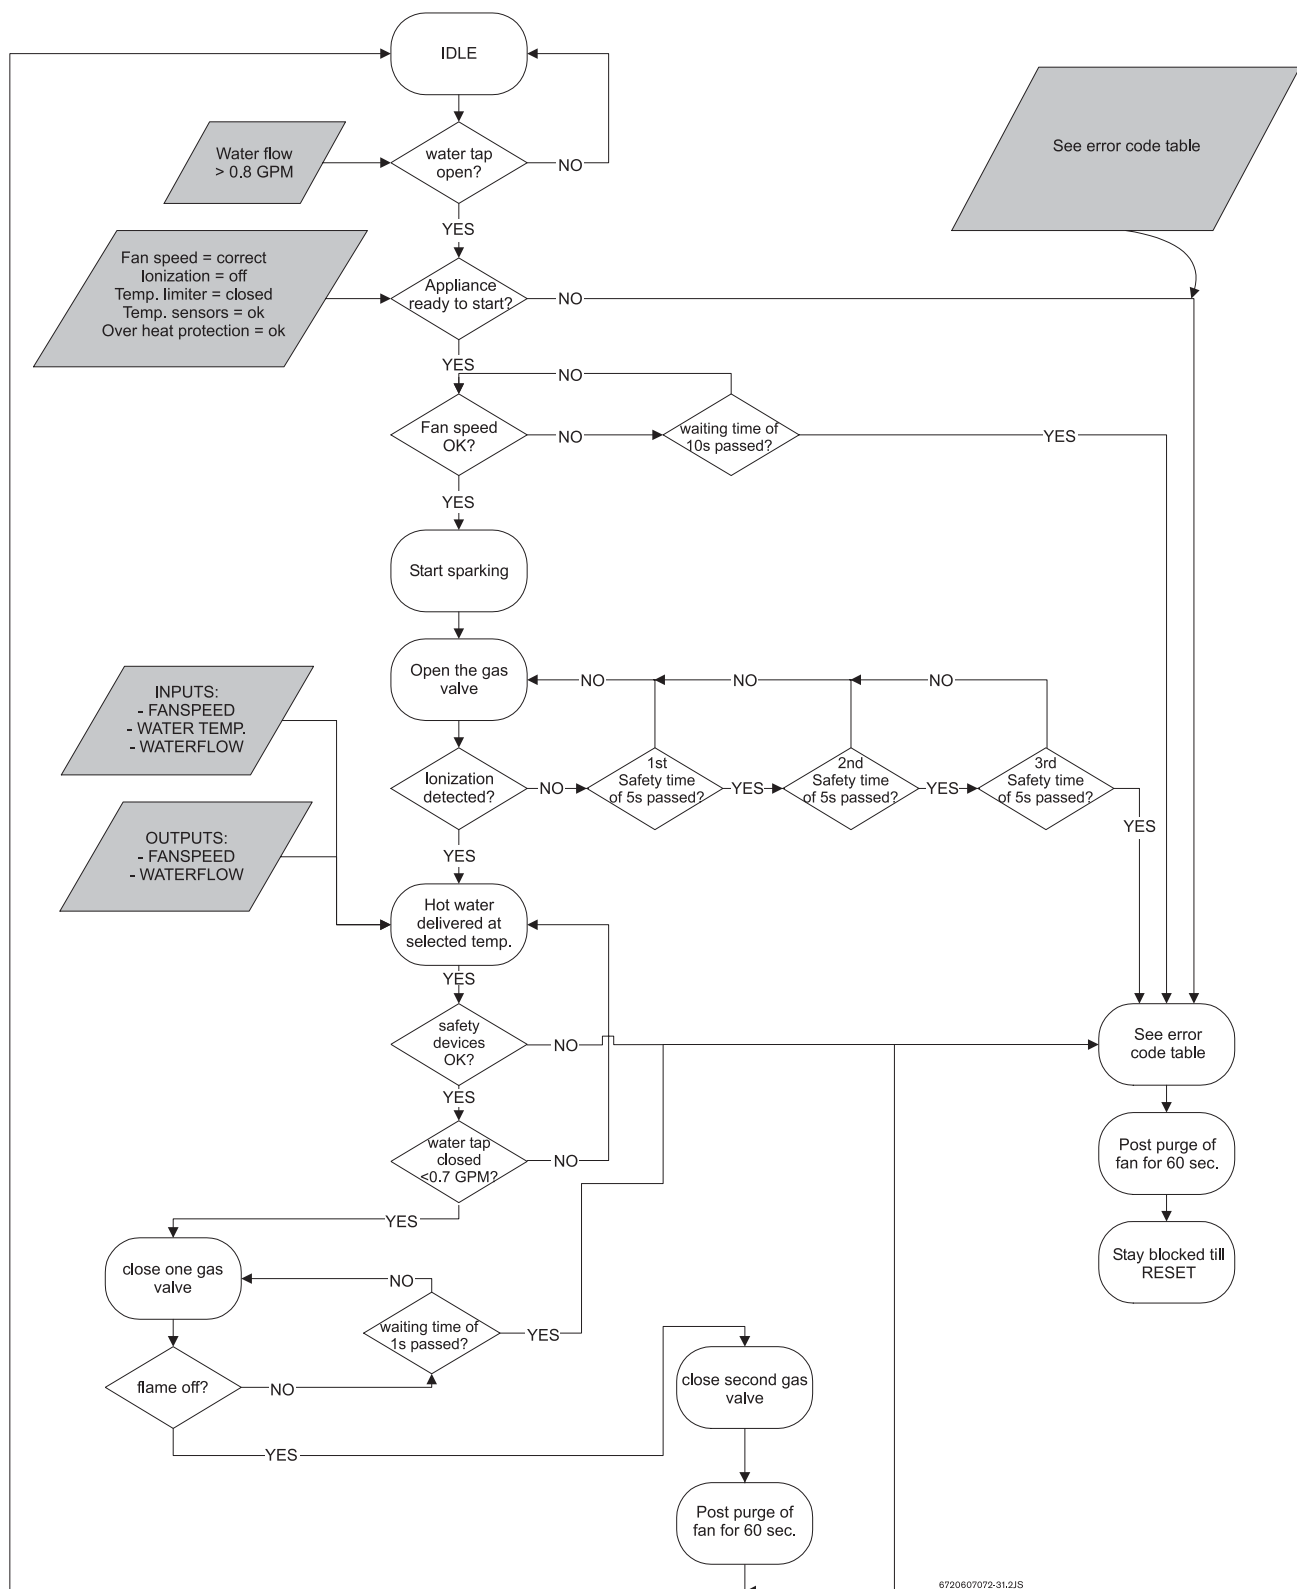 IDLE
Water flow
> 0.8 GPM
water tap
open?
NO
See error code table
YES
Fan speed = correct
Ionization = off
Temp. limiter = closed
Temp. sensors = ok
Over heat protection = ok
Appliance
ready to start?
NO
YES
NO
Fan speed
OK?
NO
waiting time of
10s passed?
YES
YES
Start sparking
Open the gas
valve
NO
NO
NO
INPUTS:
- FANSPEED
- WATER TEMP.
- WATERFLOW
Ionization
detected?
NO
1st
Safety time
of 5s passed?
YES
2nd
Safety time
of 5s passed?
YES
3rd
Safety time
of 5s passed?
YES
OUTPUTS:
- FANSPEED
- WATERFLOW
YES
Hot water
delivered at
selected temp.
YES
safety
devices
OK?
NO
See error
code table
YES
water tap
closed
<0.7 GPM?
NO
Post purge of
fan for 60 sec.
YES
Stay blocked till
RESET
close one gas
valve
NO
waiting time of
1s passed?
YES
flame off?
NO
close second gas
valve
YES
Post purge of
fan for 60 sec.
6720607072-31.2JS